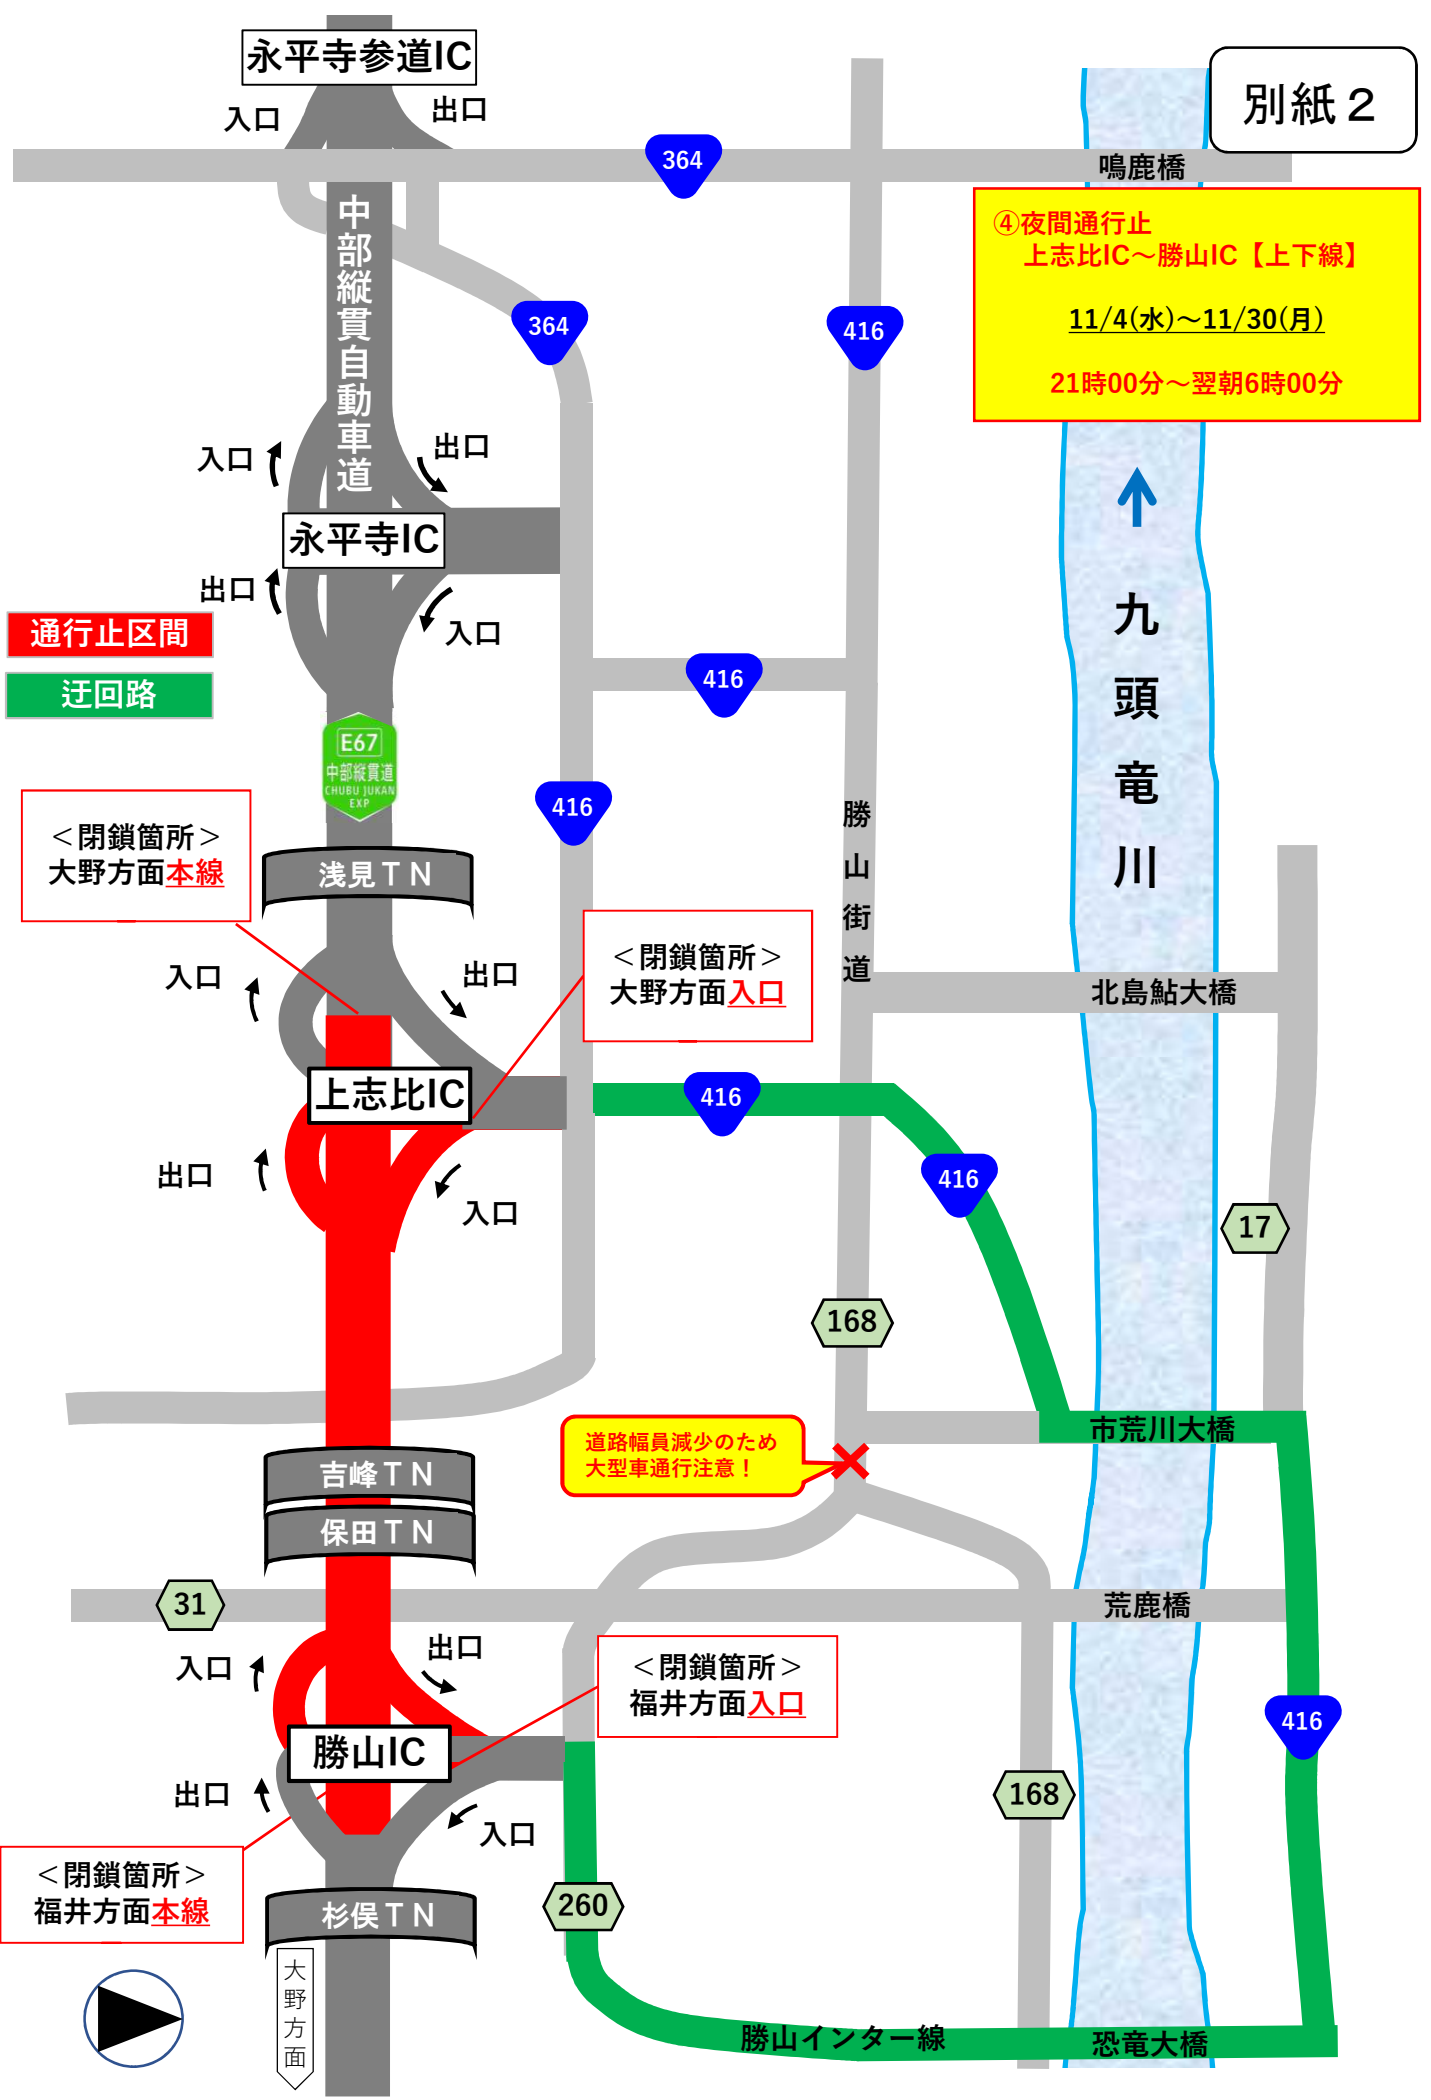 永平寺参道IC
別紙２
入口
出口
364
鳴鹿橋
中部縦貫自動車道
④夜間通行止
上志比IC～勝山IC【上下線】
11/4(水)～11/30(月)
21時00分～翌朝6時00分
364
416
入口
出口
永平寺IC
出口
入口
九頭竜川
通行止区間
迂回路
416
E67
中部縦貫道
CHUBU JUKAN
EXP
416
勝山街道
＜閉鎖箇所＞
大野方面本線
浅見ＴＮ
＜閉鎖箇所＞
大野方面入口
入口
出口
北島鮎大橋
上志比IC
416
416
出口
入口
17
168
市荒川大橋
道路幅員減少のため
大型車通行注意！
吉峰ＴＮ
保田ＴＮ
31
荒鹿橋
入口
出口
＜閉鎖箇所＞
福井方面入口
416
勝山IC
出口
入口
168
＜閉鎖箇所＞
福井方面本線
杉俣ＴＮ
260
大野方面
勝山インター線
恐竜大橋